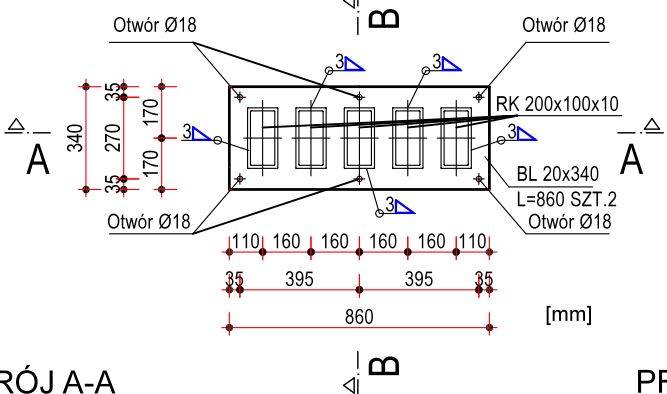 B
Otwór Ø18
Otwór Ø18
3
3
RK 200x100x10
35
170
340
270
3
3
A
A
170
BL 20x340
35
L=860 SZT.2
3
Otwór Ø18
Otwór Ø18
110 160 160 160 160 110
35 395 395 35
860
[mm]
B
RÓJ A-A
PR